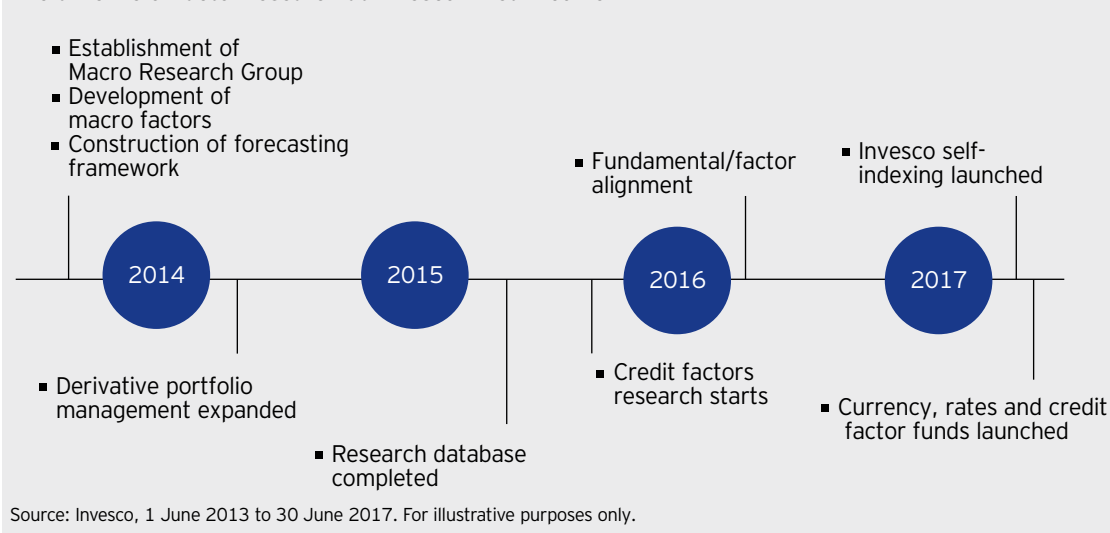 ▪ Establishment of
Macro Research Group
▪ Development of
macro factors
▪ Construction of forecasting
framework
▪ Fundamental/factor
alignment
▪ Invesco self-
indexing launched
2014
2015
2016
2017
▪ Derivative portfolio
management expanded
▪ Research database
completed
▪ Credit factors
research starts
▪ Currency, rates and credit
factor funds launched
Source: Invesco, 1 June 2013 to 30 June 2017. For illustrative purposes only.